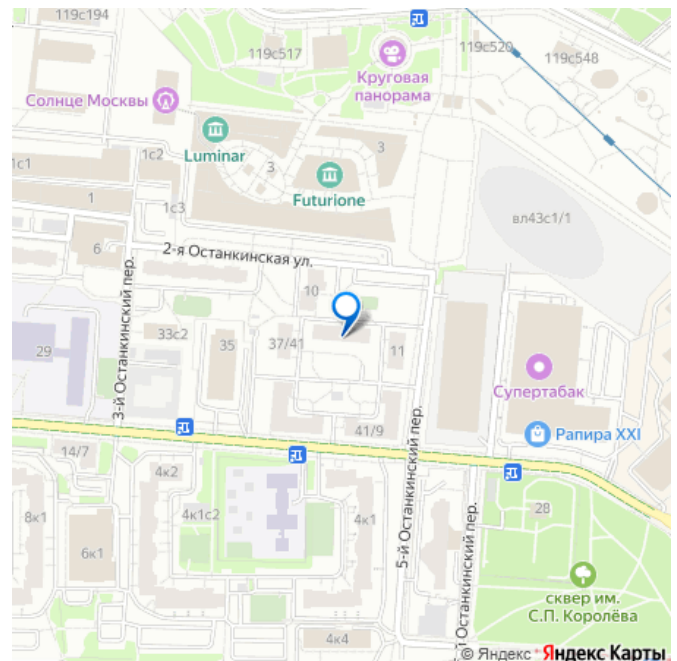 119с194
119с517
119с520
119с548
Круговая
панорама
Солнце Москвы
Luminar
1с2
3
3
1с1
Futurione
1
1с3
вл43с1/1
2-я Останкинская ул.
6
10
3-й Останкинский пер.
33с2
35
37/41
11
29
Супертабак
41/9
Рапира XXI
5-й Останкинский пер.
14/7
4к2
4к1с2
4к1
28
8к1
6к1
й Останкинский пер.
сквер им.
С.П. Королёва
4к4
© Яндекс Яндекс Карты